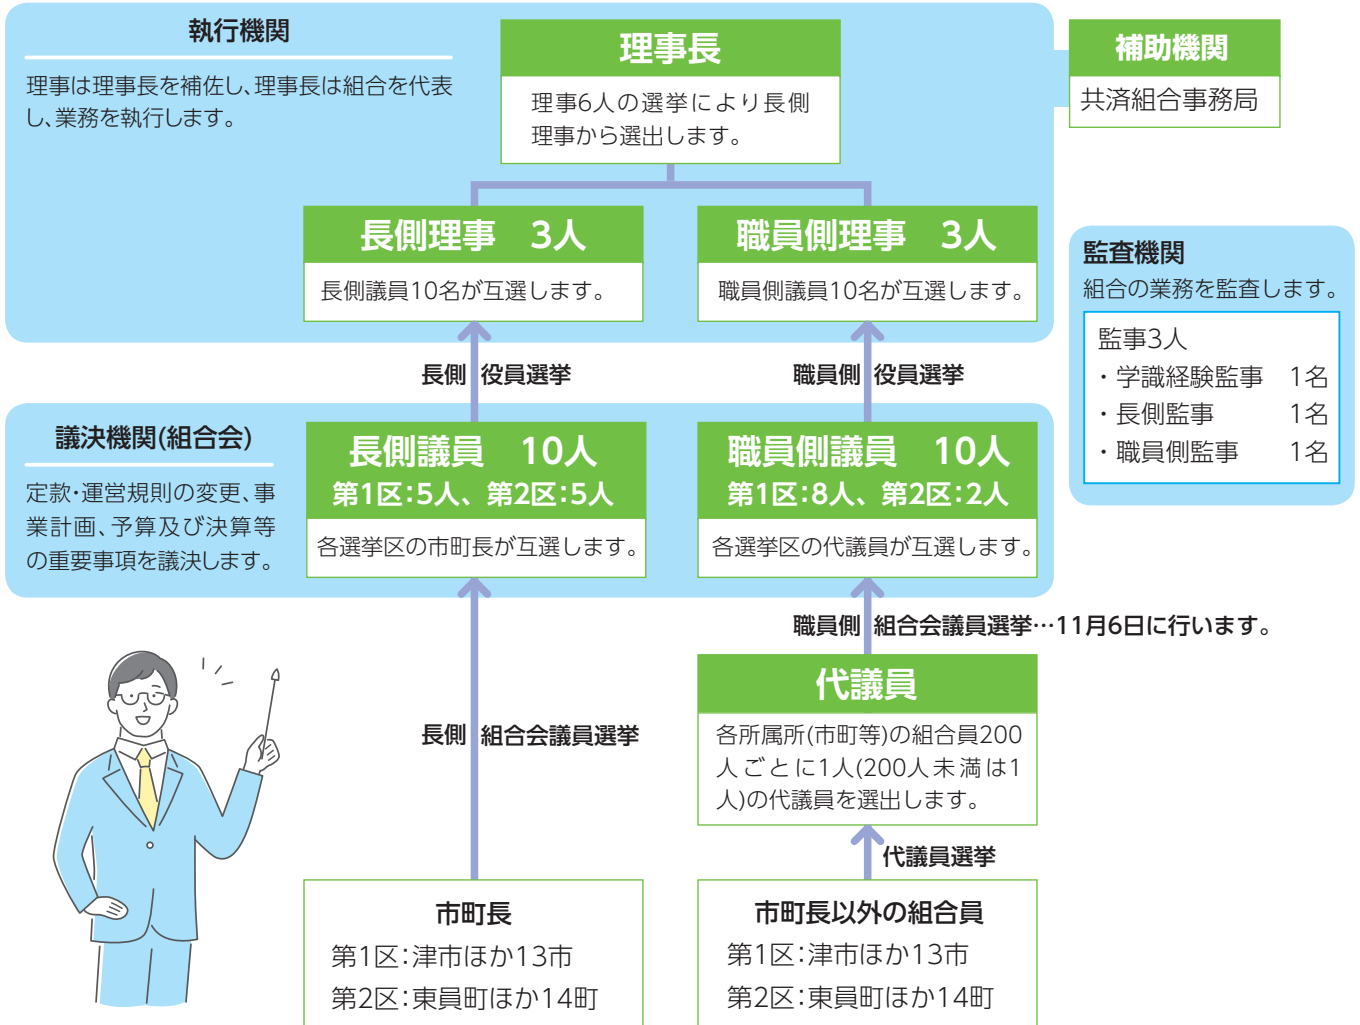 執行機関
理事は理事長を補佐し、理事長は組合を代表
し、業務を執行します。
理事長
理事6人の選挙により長側
理事から選出します。
補助機関
共済組合事務局
長側理事　3人
長側議員10名が互選します。
職員側理事　3人
職員側議員10名が互選します。
監査機関
組合の業務を監査します。
監事3人
・学識経験監事　1名
・長側監事　1名
・職員側監事　1名
長側 役員選挙
職員側 役員選挙
議決機関(組合会)
定款・運営規則の変更、事
業計画、予算及び決算等
の重要事項を議決します。
長側議員　10人
第1区:5人、第2区:5人
各選挙区の市町長が互選します。
職員側議員　10人
第1区:8人、第2区:2人
各選挙区の代議員が互選します。
職員側 組合会議員選挙…11月6日に行います。
代議員
各所属所(市町等)の組合員200
人ごとに1人(200人未満は1
人)の代議員を選出します。
長側 組合会議員選挙
代議員選挙
市町長
第1区:津市ほか13市
第2区:東員町ほか14町
市町長以外の組合員
第1区:津市ほか13市
第2区:東員町ほか14町